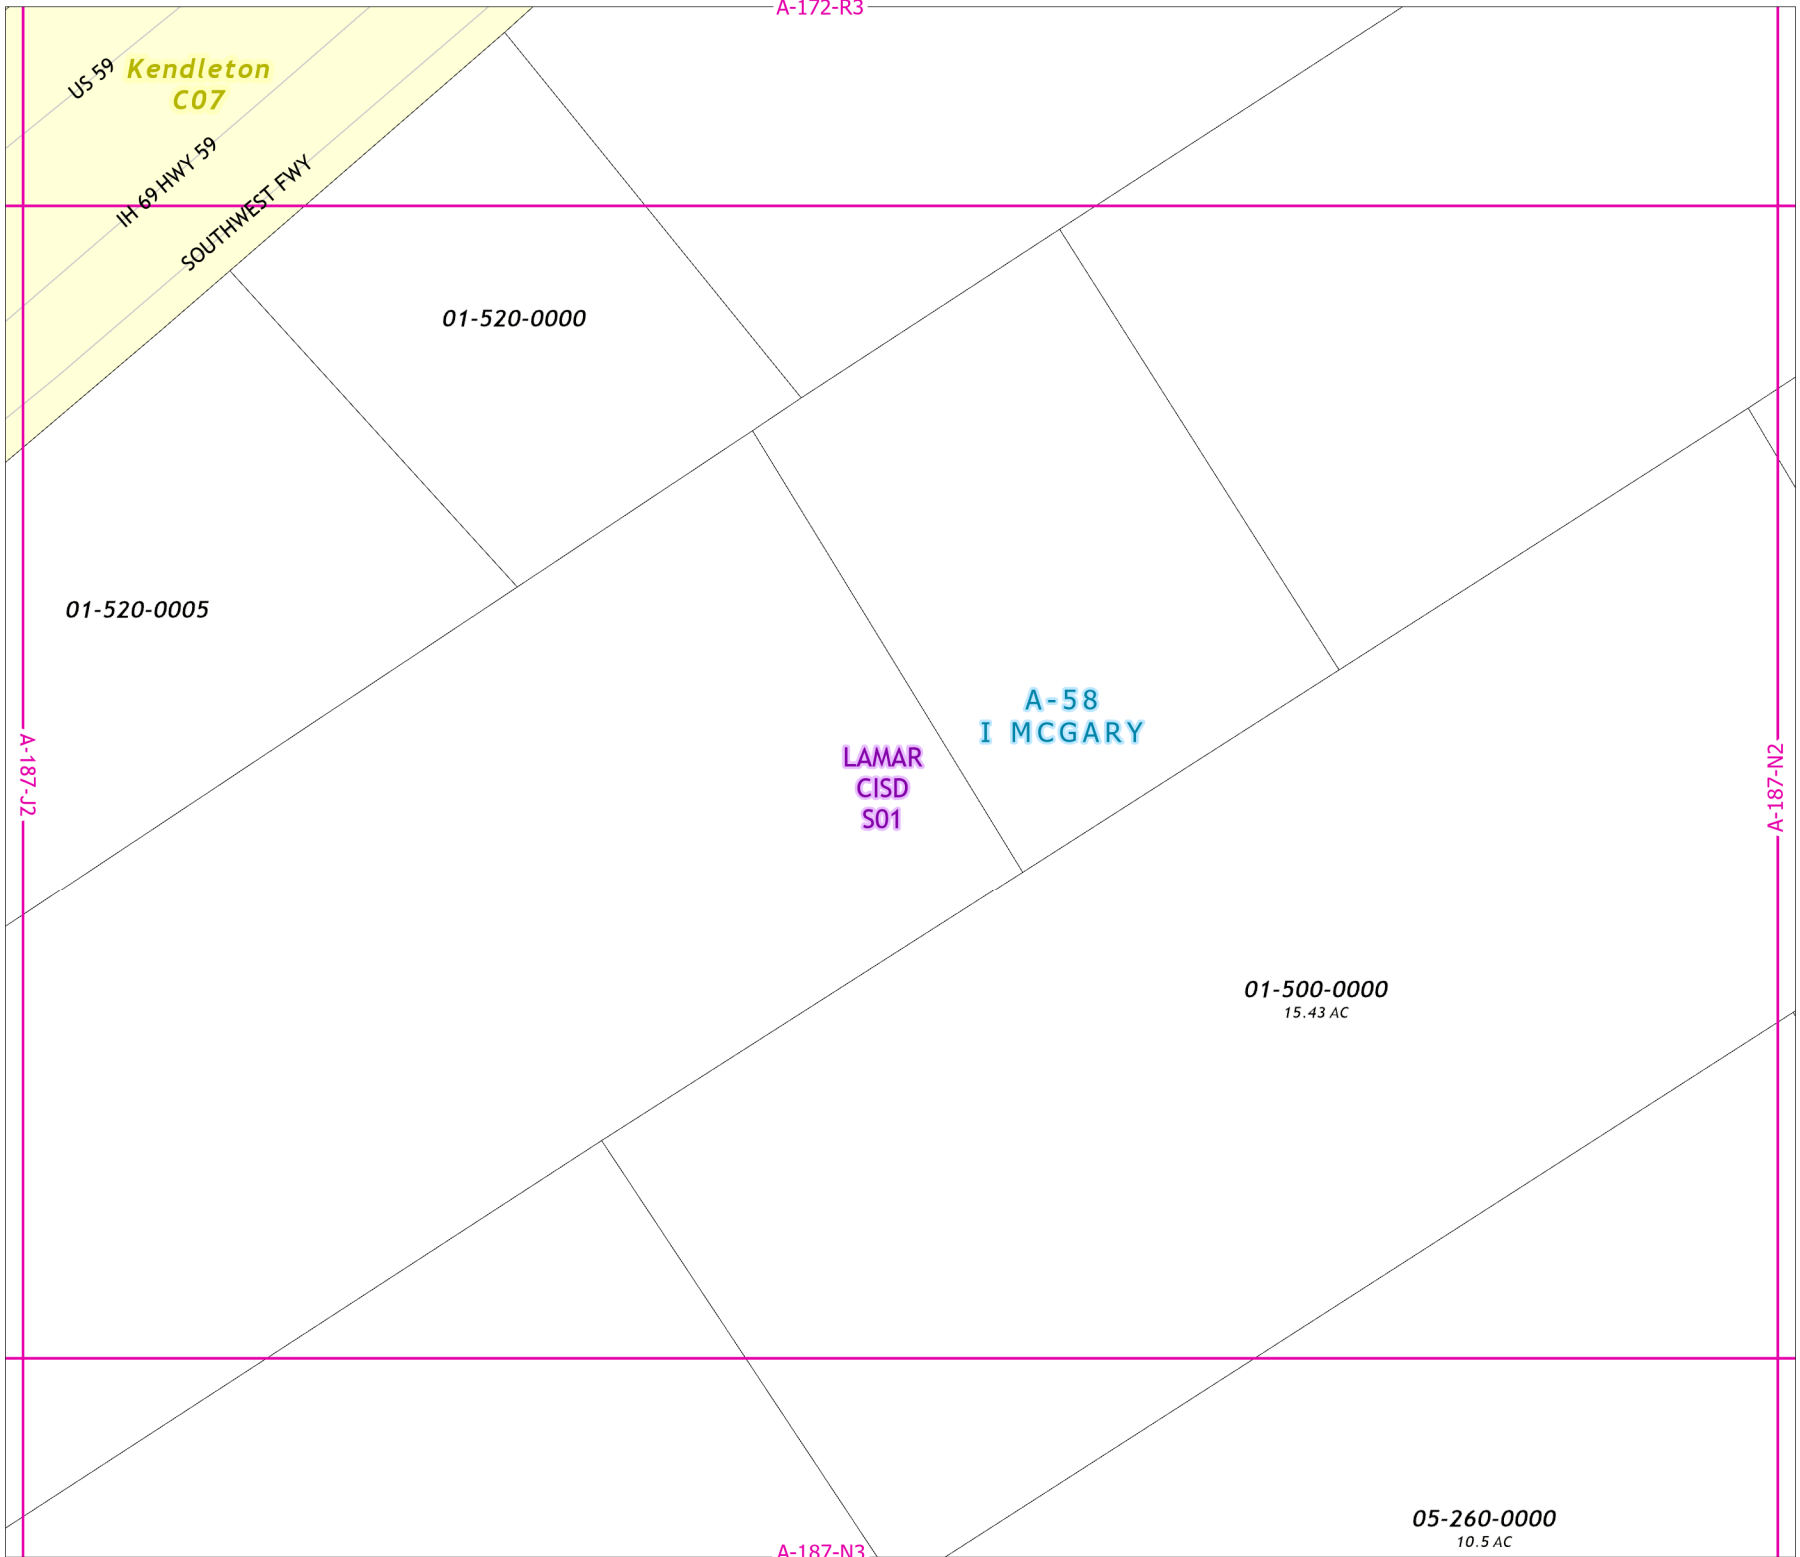 A-172-R3
US 59
Kendleton
C07
IH 69 HWY 59
SOUTHWEST FWY
01-520-0000
01-520-0005
A-58
I MCGARY
LAMAR
CISD
S01
A-187-J2
A-187-N2
01-500-0000
15.43 AC
05-260-0000
10.5 AC
A-187-N3